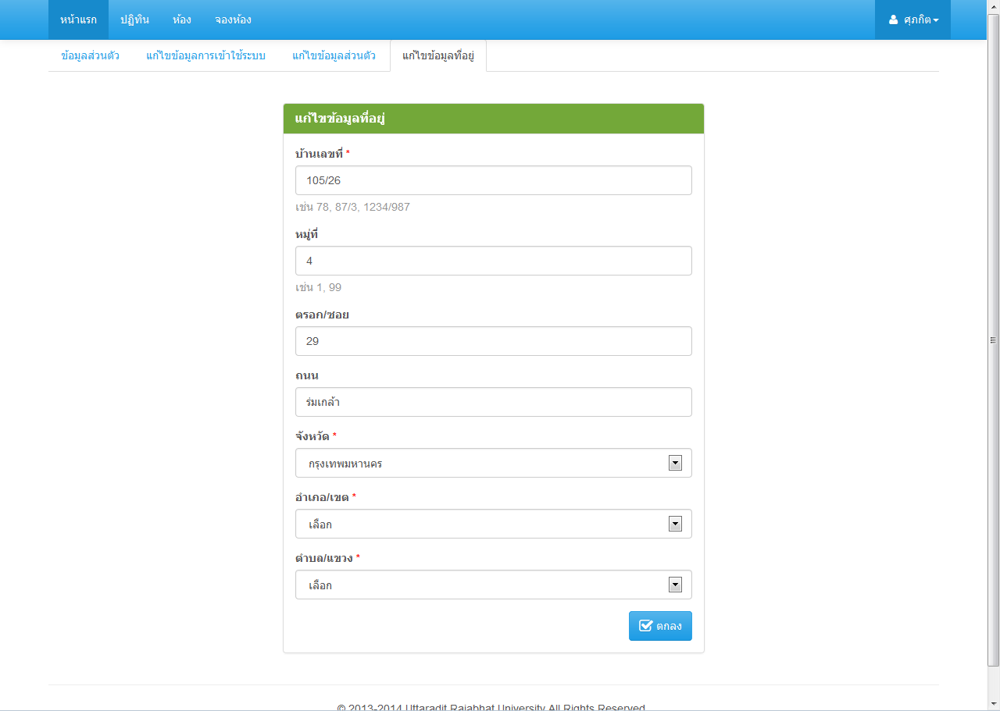 หน้าแรก ปฏิทิน ห้อง จองห้อง ศุภกิต
ข้อมูลส่วนตัว แก้ไขข้อมูลการเข้าใช้ระบบ แก้ไขข้อมูลส่วนตัว แก้ไขข้อมูลที่อยู่
แก้ไขข้อมูลที่อยู่
บ้านเลขที่ *
105/26
เช่น 78, 87/3, 1234/987
หมู่ที่
4
เช่น 1, 99
ตรอก/ซอย
29
ถนน
ร่มเกล้า
จังหวัด *
กรุงเทพมหานคร
อำเภอ/เขต *
เลือก
ตำบล/แขวง *
เลือก
ตกลง
© 2013-2014 Uttaradit Rajabhat University All Rights Reserved